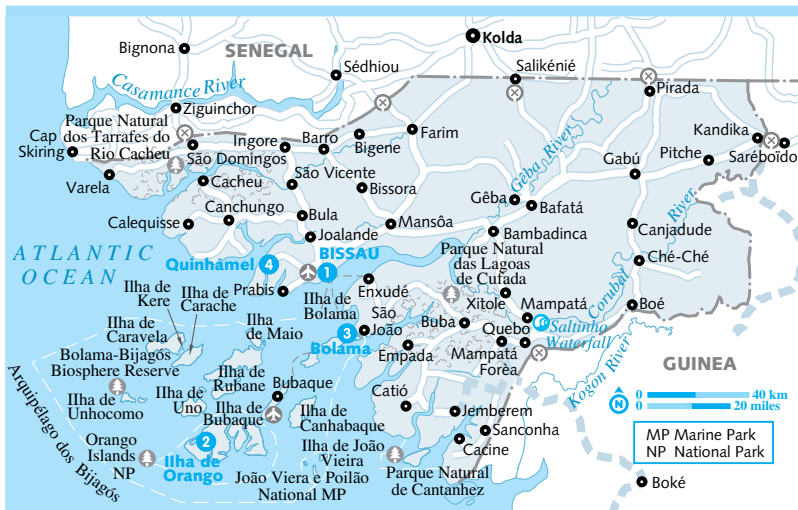 Kolda
Bignona
SENEGAL
Sédhiou
Salikénié
Casamance River
Pirada
Ziguinchor
Parque Natural
dos Tarrafes do
Rio Cacheu
Cap
Skiring
Ingore
Barro
Farim
Bigene
Kandika
Saréboïdo
São Domingos
Pitche
Gabú
Geba River
Varela
Cacheu
São Vicente
Bissora
Gêba
Bafatá
River
Canchungo
Calequisse
Bula
Mansôa
Canjadude
Joalande
Bambadinca
ATLANTIC
OCEAN
BISSAU
Quinhámel
4
1
Parque Natural
das Lagoas
de Cufada
Ché-Ché
Corubal
Prabis
Enxudé
Ilha de
Kere
Ilha de
Carache
Ilha de
Bolama
Xitole
Mampatá
Boé
Ilha de
Caravela
Ilha
de Maio
São
João
3
Bolama
Buba
Quebo
Saltinho
Waterfall
Bolama-Bijagós
Biosphere Reserve
Empada
Mampatá
Forèa
Kogon River
GUINEA
Ilha de
Rubane
Bubaque
Ilha de
Unhocomo
Ilha de
Uno
Ilha de
Bubaque
Ilha de
Canhabaque
Catió
Jemberem
N
0
40 km
0
20 miles
Arquipélago dos Bijagós
Orango
Islands
NP
2
Ilha de
Orango
Ilha de João
Vieira
Sanconha
Cacine
MP Marine Park
NP National Park
João Viera e Poilão
National MP
Parque Natural
de Cantanhez
Boké